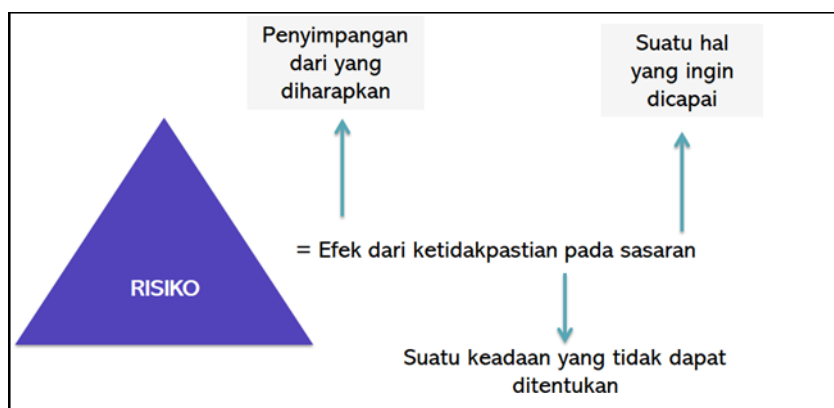 Penyimpangan
dari yang
diharapkan
Suatu hal
yang ingin
dicapai
= Efek dari ketidakpastian pada sasaran
RISIKO
Suatu keadaan yang tidak dapat
ditentukan